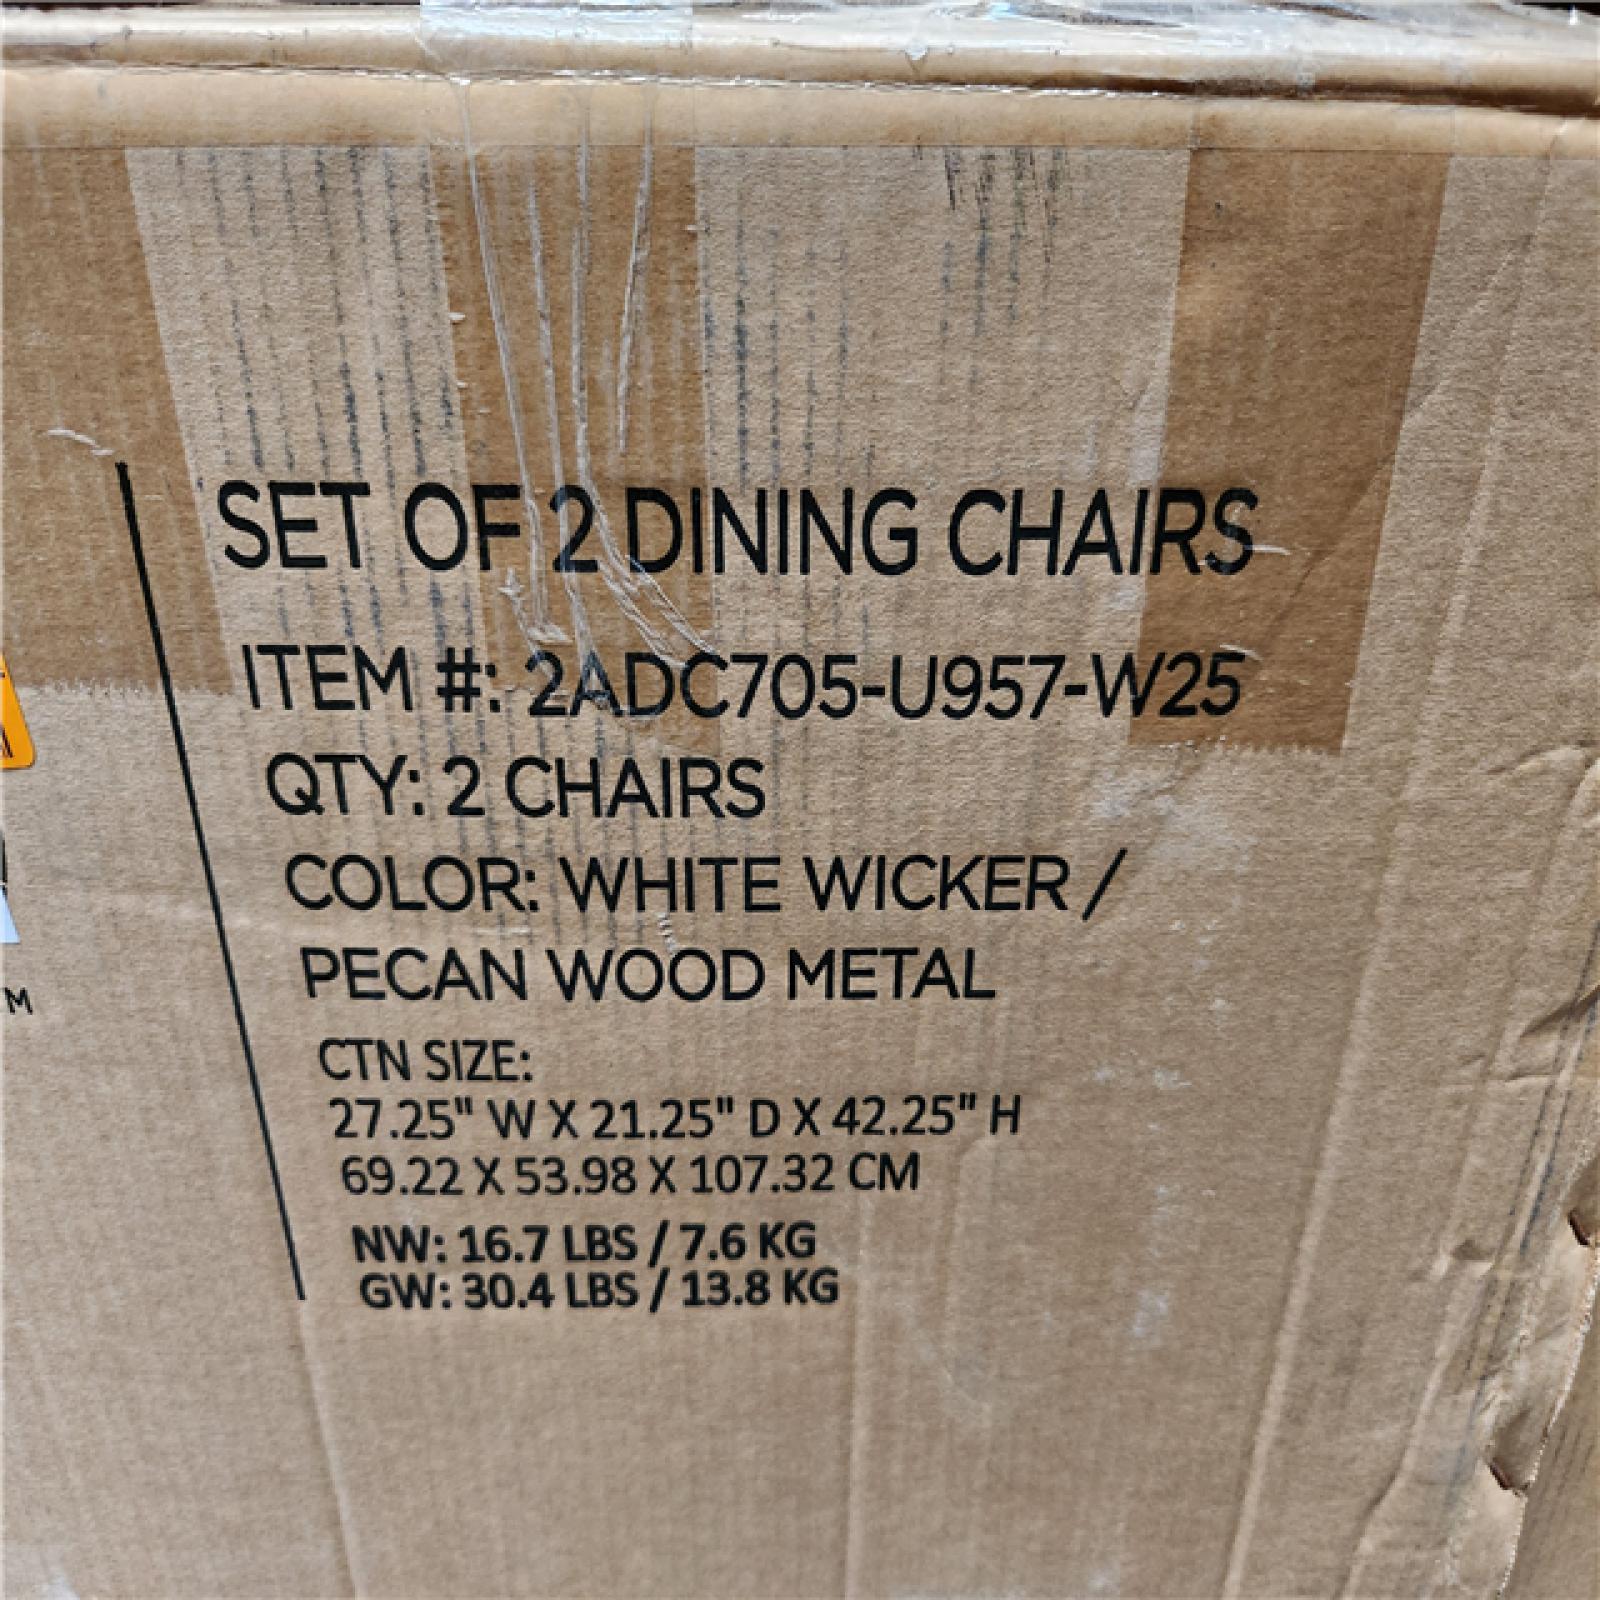 SET OF 2 DINING CHAIRS
ITEM #: 2ADC705-U957-W25
QTY: 2 CHAIRS
COLOR: WHITE WICKER /
PECAN WOOD METAL
CTN SIZE:
27.25" W X 21.25" D X 42.25" H
69.22 X 53.98 X 107.32 CM
NW: 16.7 LBS / 7.6 KG
GW: 30.4 LBS / 13.8 KG